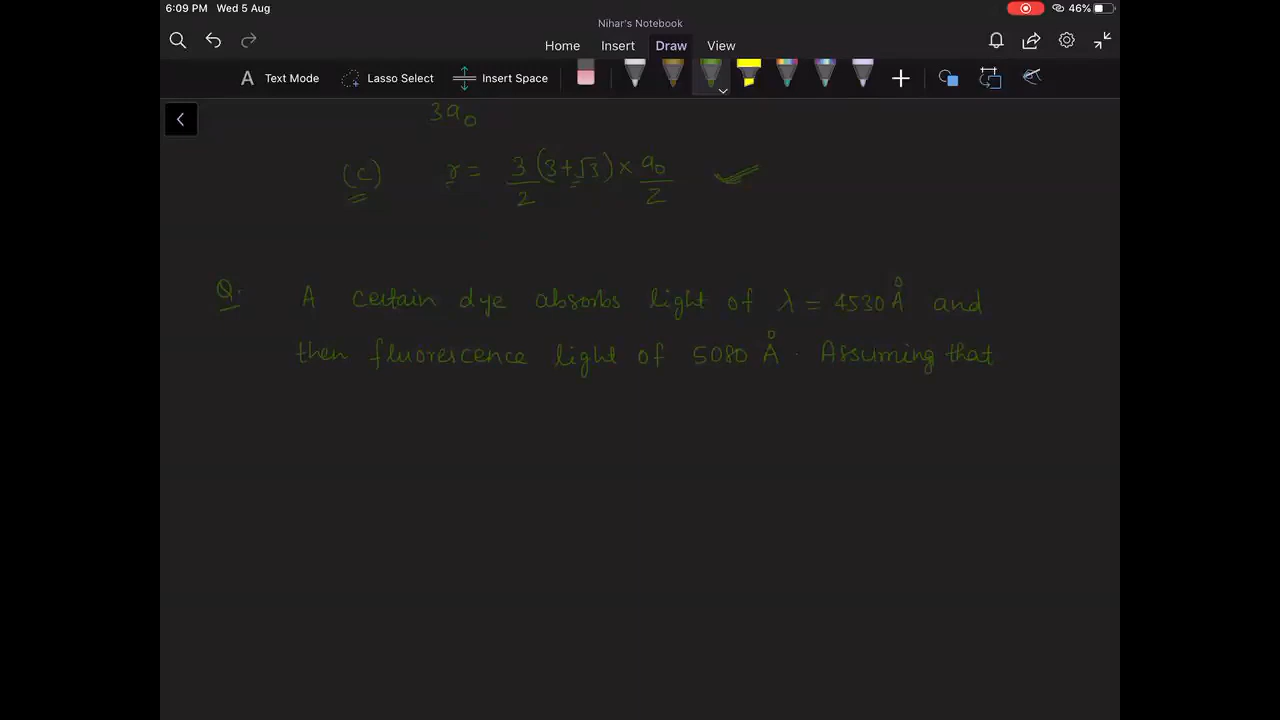 6:09 PM Wed 5 Aug
46%
Nihar's Notebook
Home Insert Draw View
A Text Mode Lasso Select Insert Space
3a₀
(c) r = 3/2 (3+√3) × a₀/Z
Q. A certain dye absorbs light of λ = 4530 Å and
then fluorescence light of 5080 Å. Assuming that